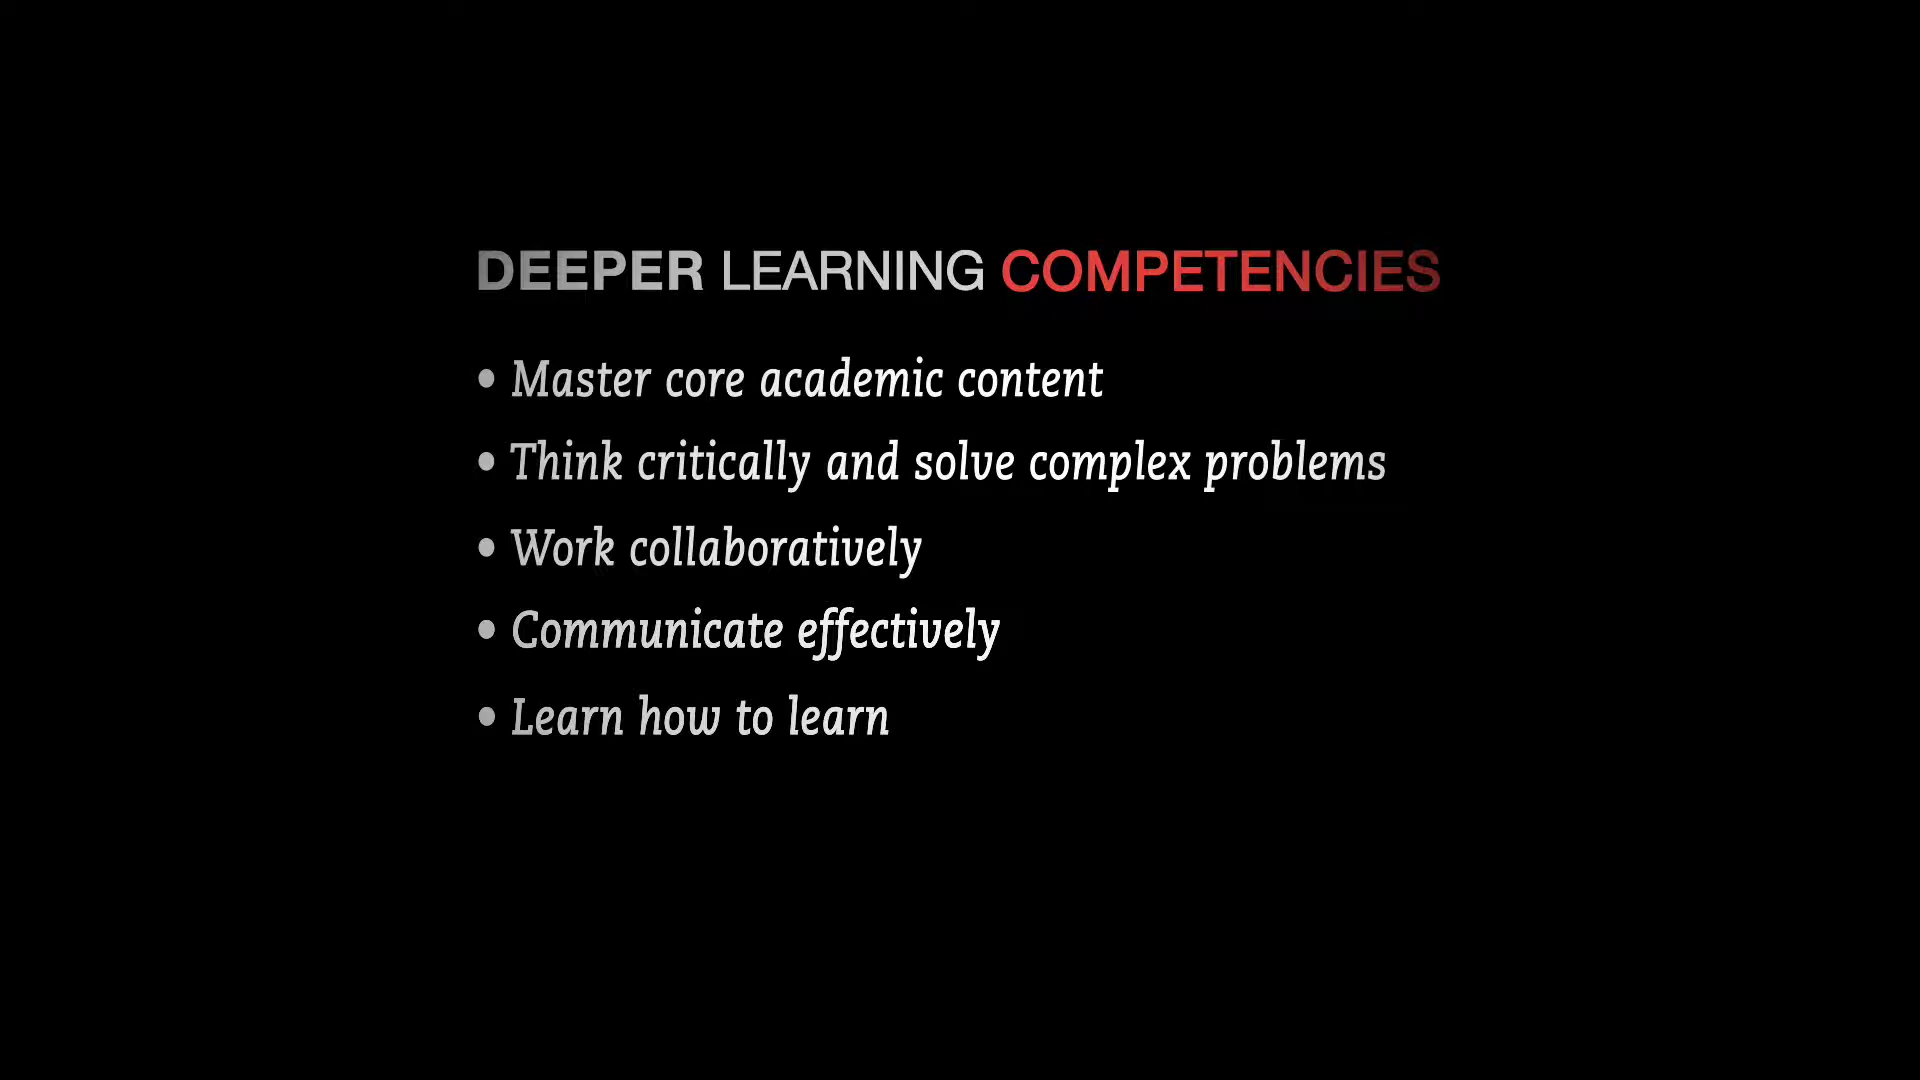 DEEPER LEARNING COMPETENCIES
• Master core academic content
• Think critically and solve complex problems
• Work collaboratively
• Communicate effectively
• Learn how to learn